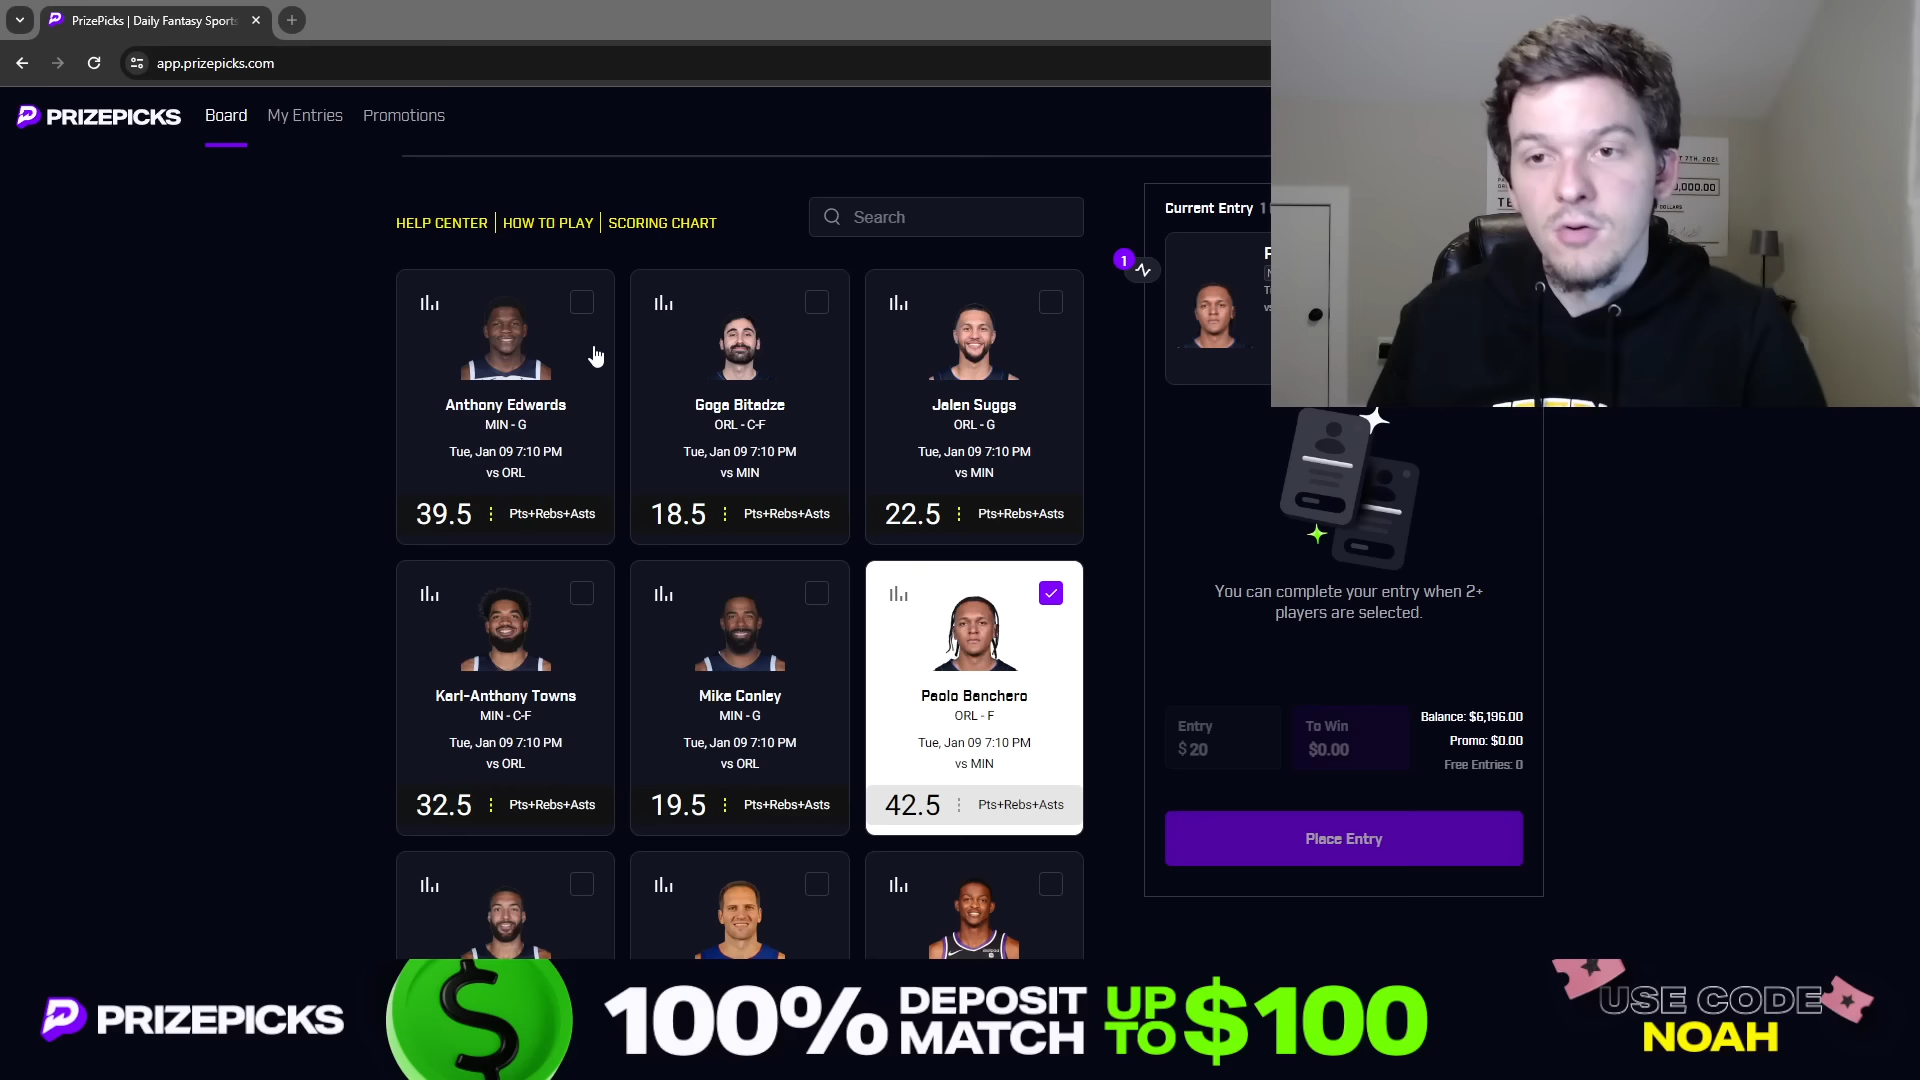 PrizePicks | Daily Fantasy Sports
app.prizepicks.com
PRIZEPICKS
Board
My Entries
Promotions
HELP CENTER
HOW TO PLAY
SCORING CHART
Search
Current Entry
1
Anthony Edwards
MIN - G
Tue, Jan 09 7:10 PM
vs ORL
39.5
Pts+Rebs+Asts
Goga Bitadze
ORL - C-F
Tue, Jan 09 7:10 PM
vs MIN
18.5
Pts+Rebs+Asts
Jalen Suggs
ORL - G
Tue, Jan 09 7:10 PM
vs MIN
22.5
Pts+Rebs+Asts
Karl-Anthony Towns
MIN - C-F
Tue, Jan 09 7:10 PM
vs ORL
32.5
Pts+Rebs+Asts
Mike Conley
MIN - G
Tue, Jan 09 7:10 PM
vs ORL
19.5
Pts+Rebs+Asts
Paolo Banchero
ORL - F
Tue, Jan 09 7:10 PM
vs MIN
42.5
Pts+Rebs+Asts
You can complete your entry when 2+
players are selected.
Entry
$ 20
To Win
$0.00
Balance: $6,196.00
Promo: $0.00
Free Entries: 0
Place Entry
T 7TH, 2021
0,000.00
DOLLARS
PRIZEPICKS
100% DEPOSIT MATCH UP TO $100
USE CODE
NOAH